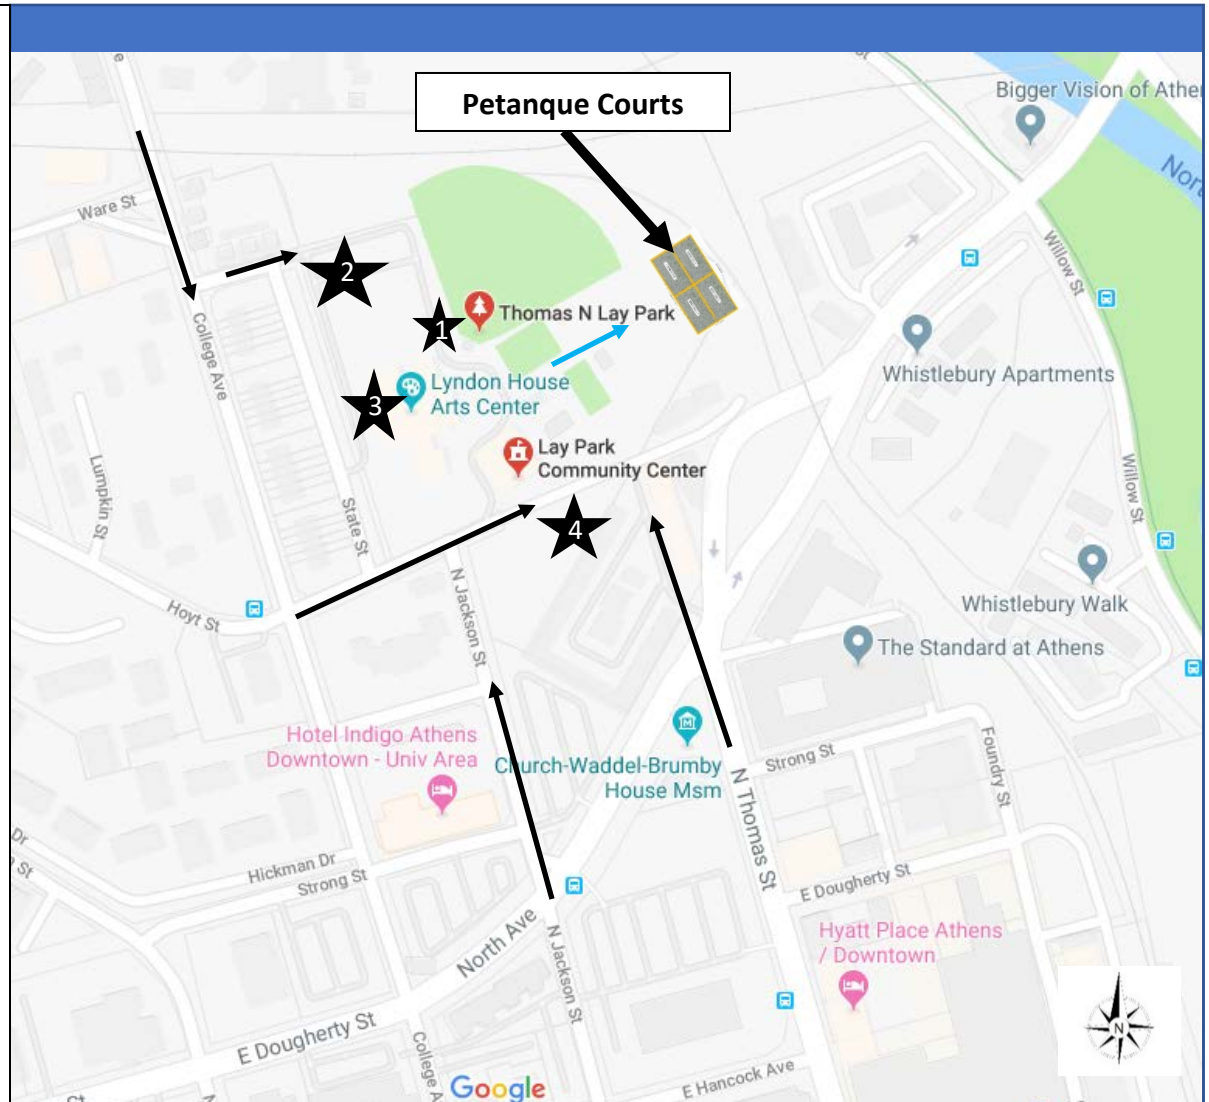 Petanque Courts
Bigger Vision of Ather
Ware St
2
Willow St
1
Thomas N Lay Park
College Ave
Whistlebury Apartments
Lyndon House
Arts Center
3
Lay Park
Community Center
Lumpkin St
Willow St
State St
4
N Jackson St
Hoyt St
Whistlebury Walk
The Standard at Athens
Hotel Indigo Athens
Downtown - Univ Area
Church-Waddel-Brumby
House Msm
Strong St
Foundry St
N Thomas St
Dr
St
Hickman Dr
Strong St
E Dougherty St
North Ave
N Jackson St
Hyatt Place Athens
/ Downtown
E Dougherty St
College A
Google
E Hancock Ave
N